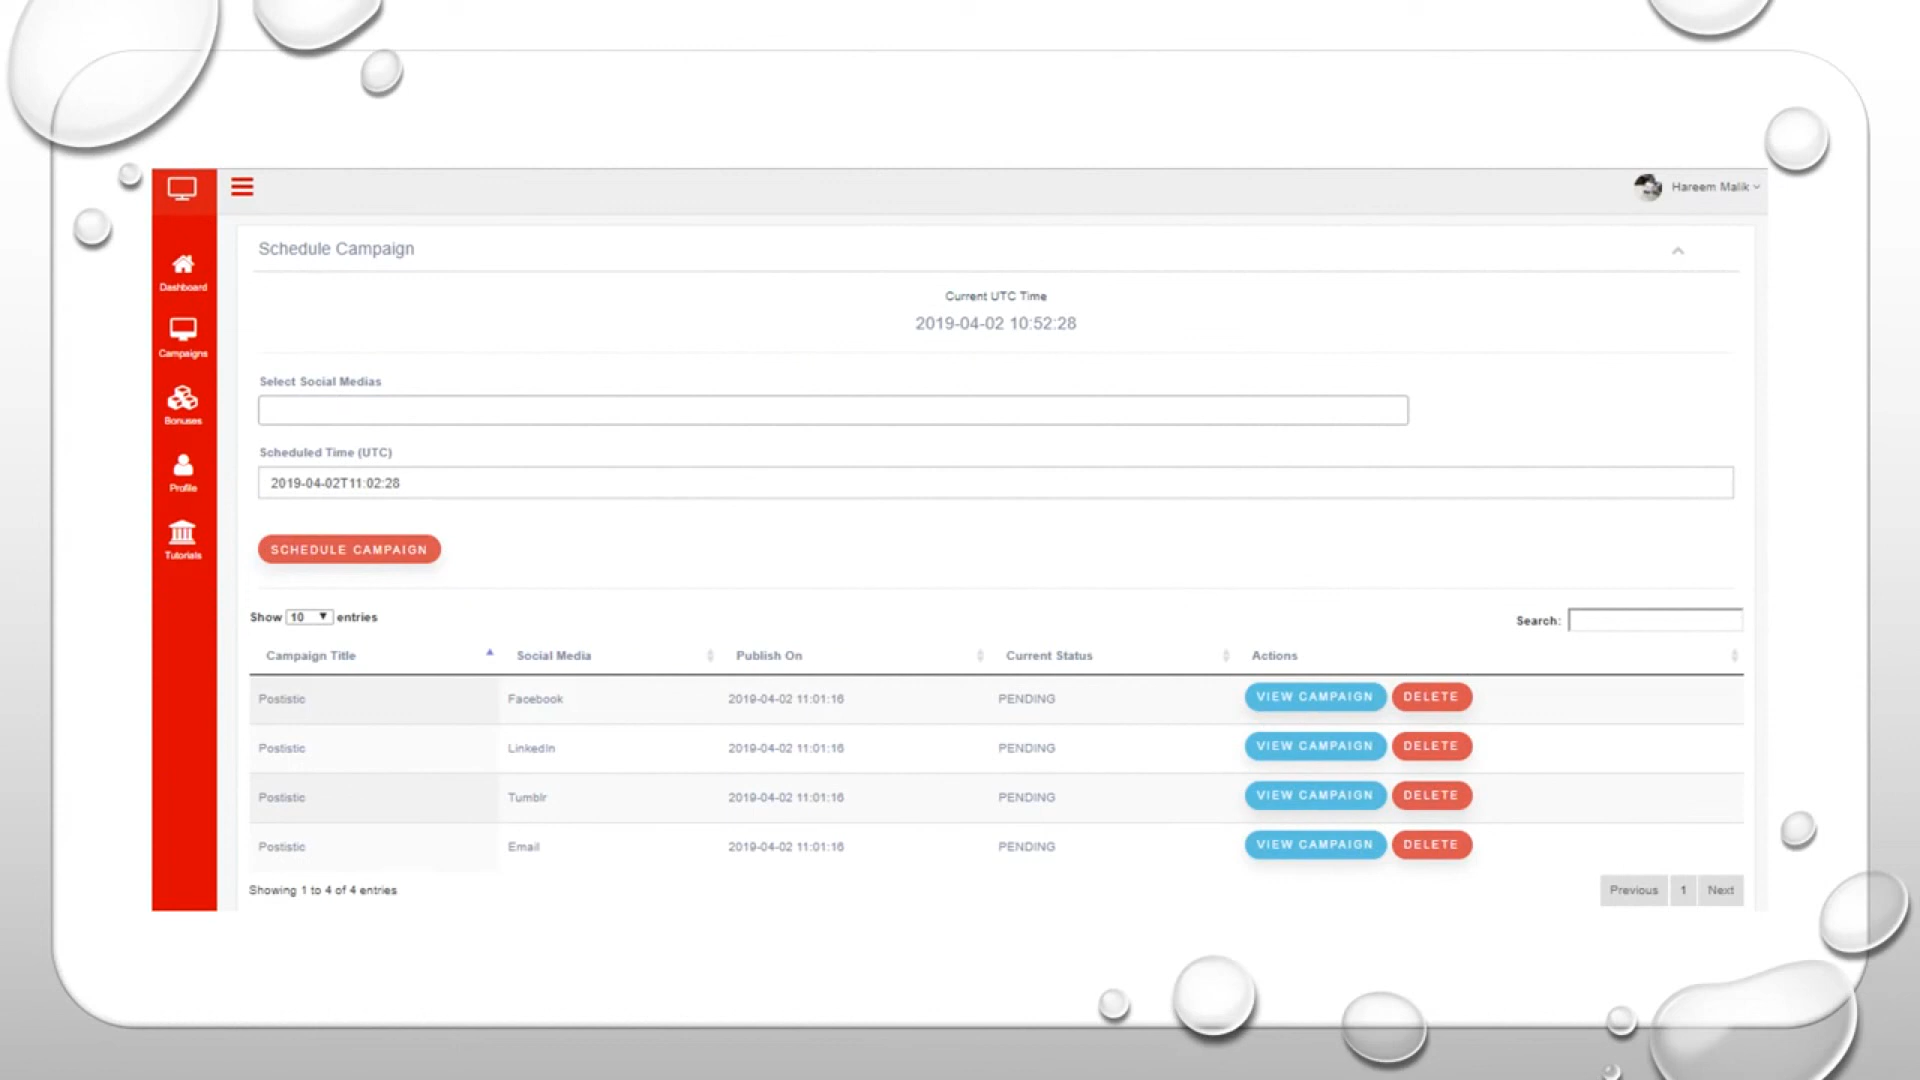 Hareem Malik
Dashboard
Campaigns
Bonuses
Profile
Tutorials
Schedule Campaign
Current UTC Time
2019-04-02 10:52:28
Select Social Medias
Scheduled Time (UTC)
2019-04-02T11:02:28
SCHEDULE CAMPAIGN
Show 10 entries
Search:
Campaign Title Social Media Publish On Current Status Actions
Postistic Facebook 2019-04-02 11:01:16 PENDING VIEW CAMPAIGN DELETE
Postistic LinkedIn 2019-04-02 11:01:16 PENDING VIEW CAMPAIGN DELETE
Postistic Tumblr 2019-04-02 11:01:16 PENDING VIEW CAMPAIGN DELETE
Postistic Email 2019-04-02 11:01:16 PENDING VIEW CAMPAIGN DELETE
Showing 1 to 4 of 4 entries
Previous 1 Next